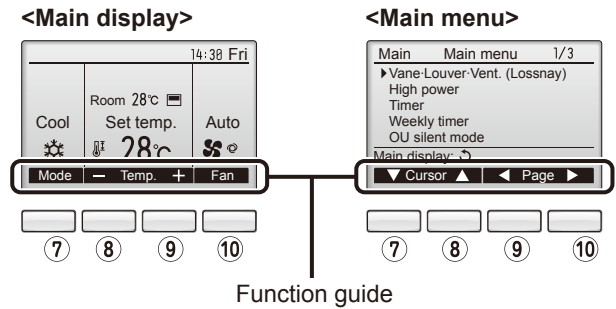 <Main display>
14:30 Fri
Room 28℃
Cool
Set temp.
Auto
28℃
Mode
− Temp. +
Fan
7 8 9 10
<Main menu>
Main Main menu 1/3
▶Vane·Louver·Vent. (Lossnay)
High power
Timer
Weekly timer
OU silent mode
Main display:
▼ Cursor ▲ ◀ Page ▶
7 8 9 10
Function guide